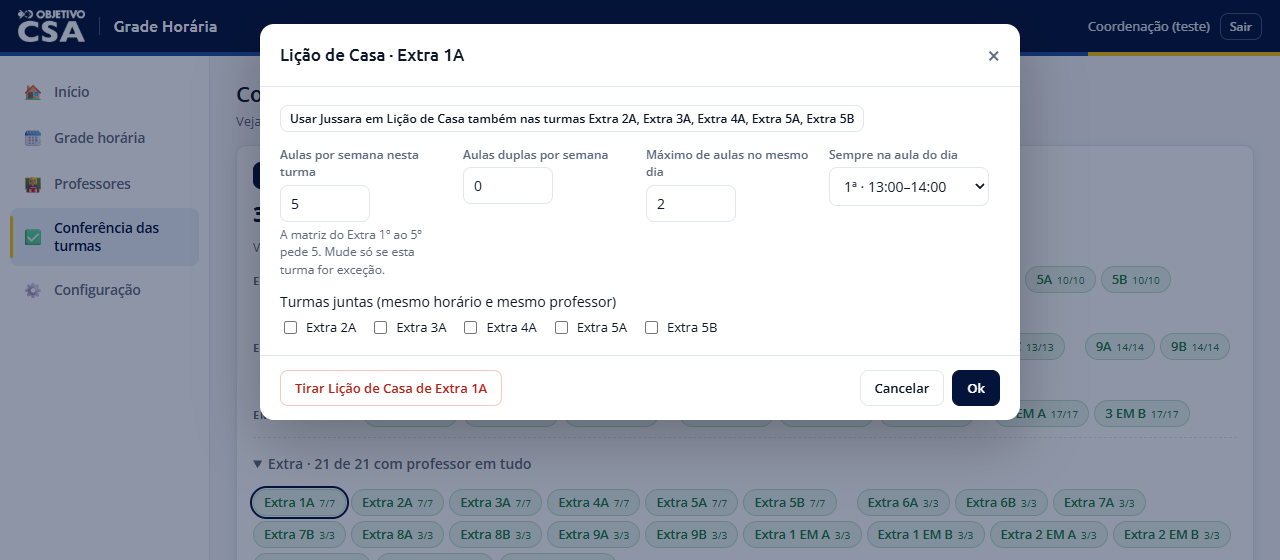 OBJETIVO
CSA
Grade Horária
Coordenação (teste)
Sair
Início
Grade horária
Professores
Conferência das
turmas
Configuração
Lição de Casa · Extra 1A
×
Usar Jussara em Lição de Casa também nas turmas Extra 2A, Extra 3A, Extra 4A, Extra 5A, Extra 5B
Aulas por semana nesta
turma
5
A matriz do Extra 1º ao 5º
pede 5. Mude só se esta
turma for exceção.
Aulas duplas por semana
0
Máximo de aulas no mesmo
dia
2
Sempre na aula do dia
1ª · 13:00–14:00
Turmas juntas (mesmo horário e mesmo professor)
Extra 2A Extra 3A Extra 4A Extra 5A Extra 5B
Tirar Lição de Casa de Extra 1A
Cancelar
Ok
5A 10/10 5B 10/10
13/13 9A 14/14 9B 14/14
EM A 17/17 3 EM B 17/17
▼ Extra · 21 de 21 com professor em tudo
Extra 1A 7/7 Extra 2A 7/7 Extra 3A 7/7 Extra 4A 7/7 Extra 5A 7/7 Extra 5B 7/7 Extra 6A 3/3 Extra 6B 3/3 Extra 7A 3/3
Extra 7B 3/3 Extra 8A 3/3 Extra 8B 3/3 Extra 9A 3/3 Extra 9B 3/3 Extra 1 EM A 3/3 Extra 1 EM B 3/3 Extra 2 EM A 3/3 Extra 2 EM B 3/3